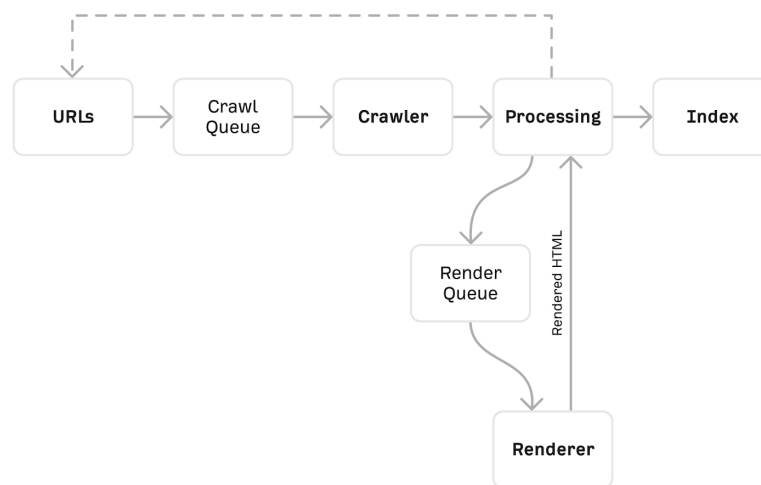 URLs
Crawl
Queue
Crawler
Processing
Index
Render
Queue
Rendered HTML
Renderer